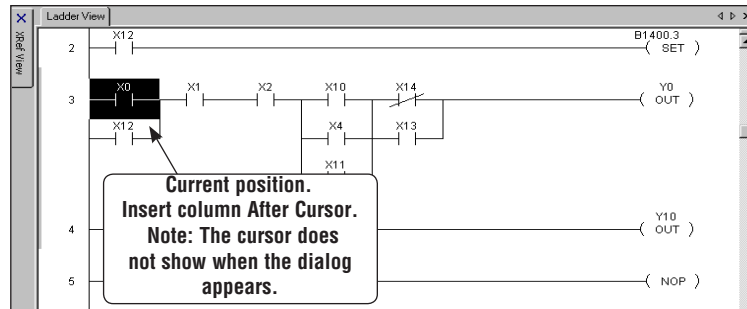 Ladder View
XRef View
X12
B1400.3
2
SET
X0 X1 X2 X10 X14 Y0
3
OUT
X12 X4 X13
X11
Current position.
Insert column After Cursor.
Note: The cursor does
not show when the dialog
appears.
Y10
4
OUT
5
NOP